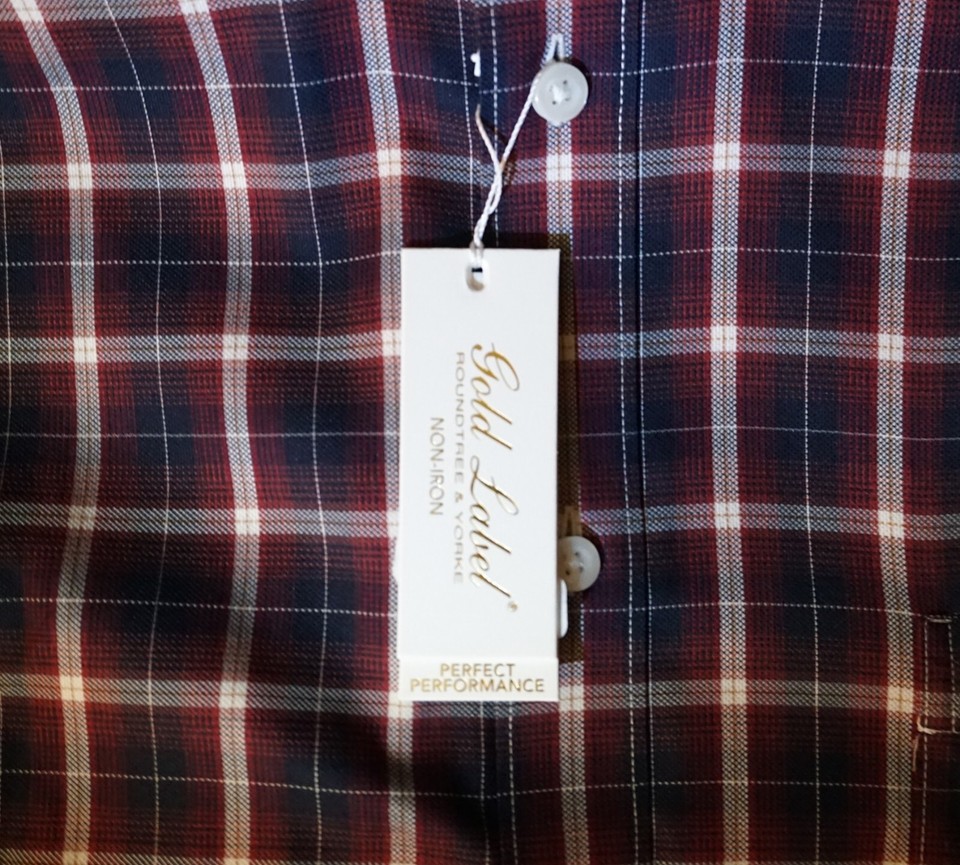 Gold Label®
ROUNDTREE & YORKE
NON-IRON
PERFECT
PERFORMANCE